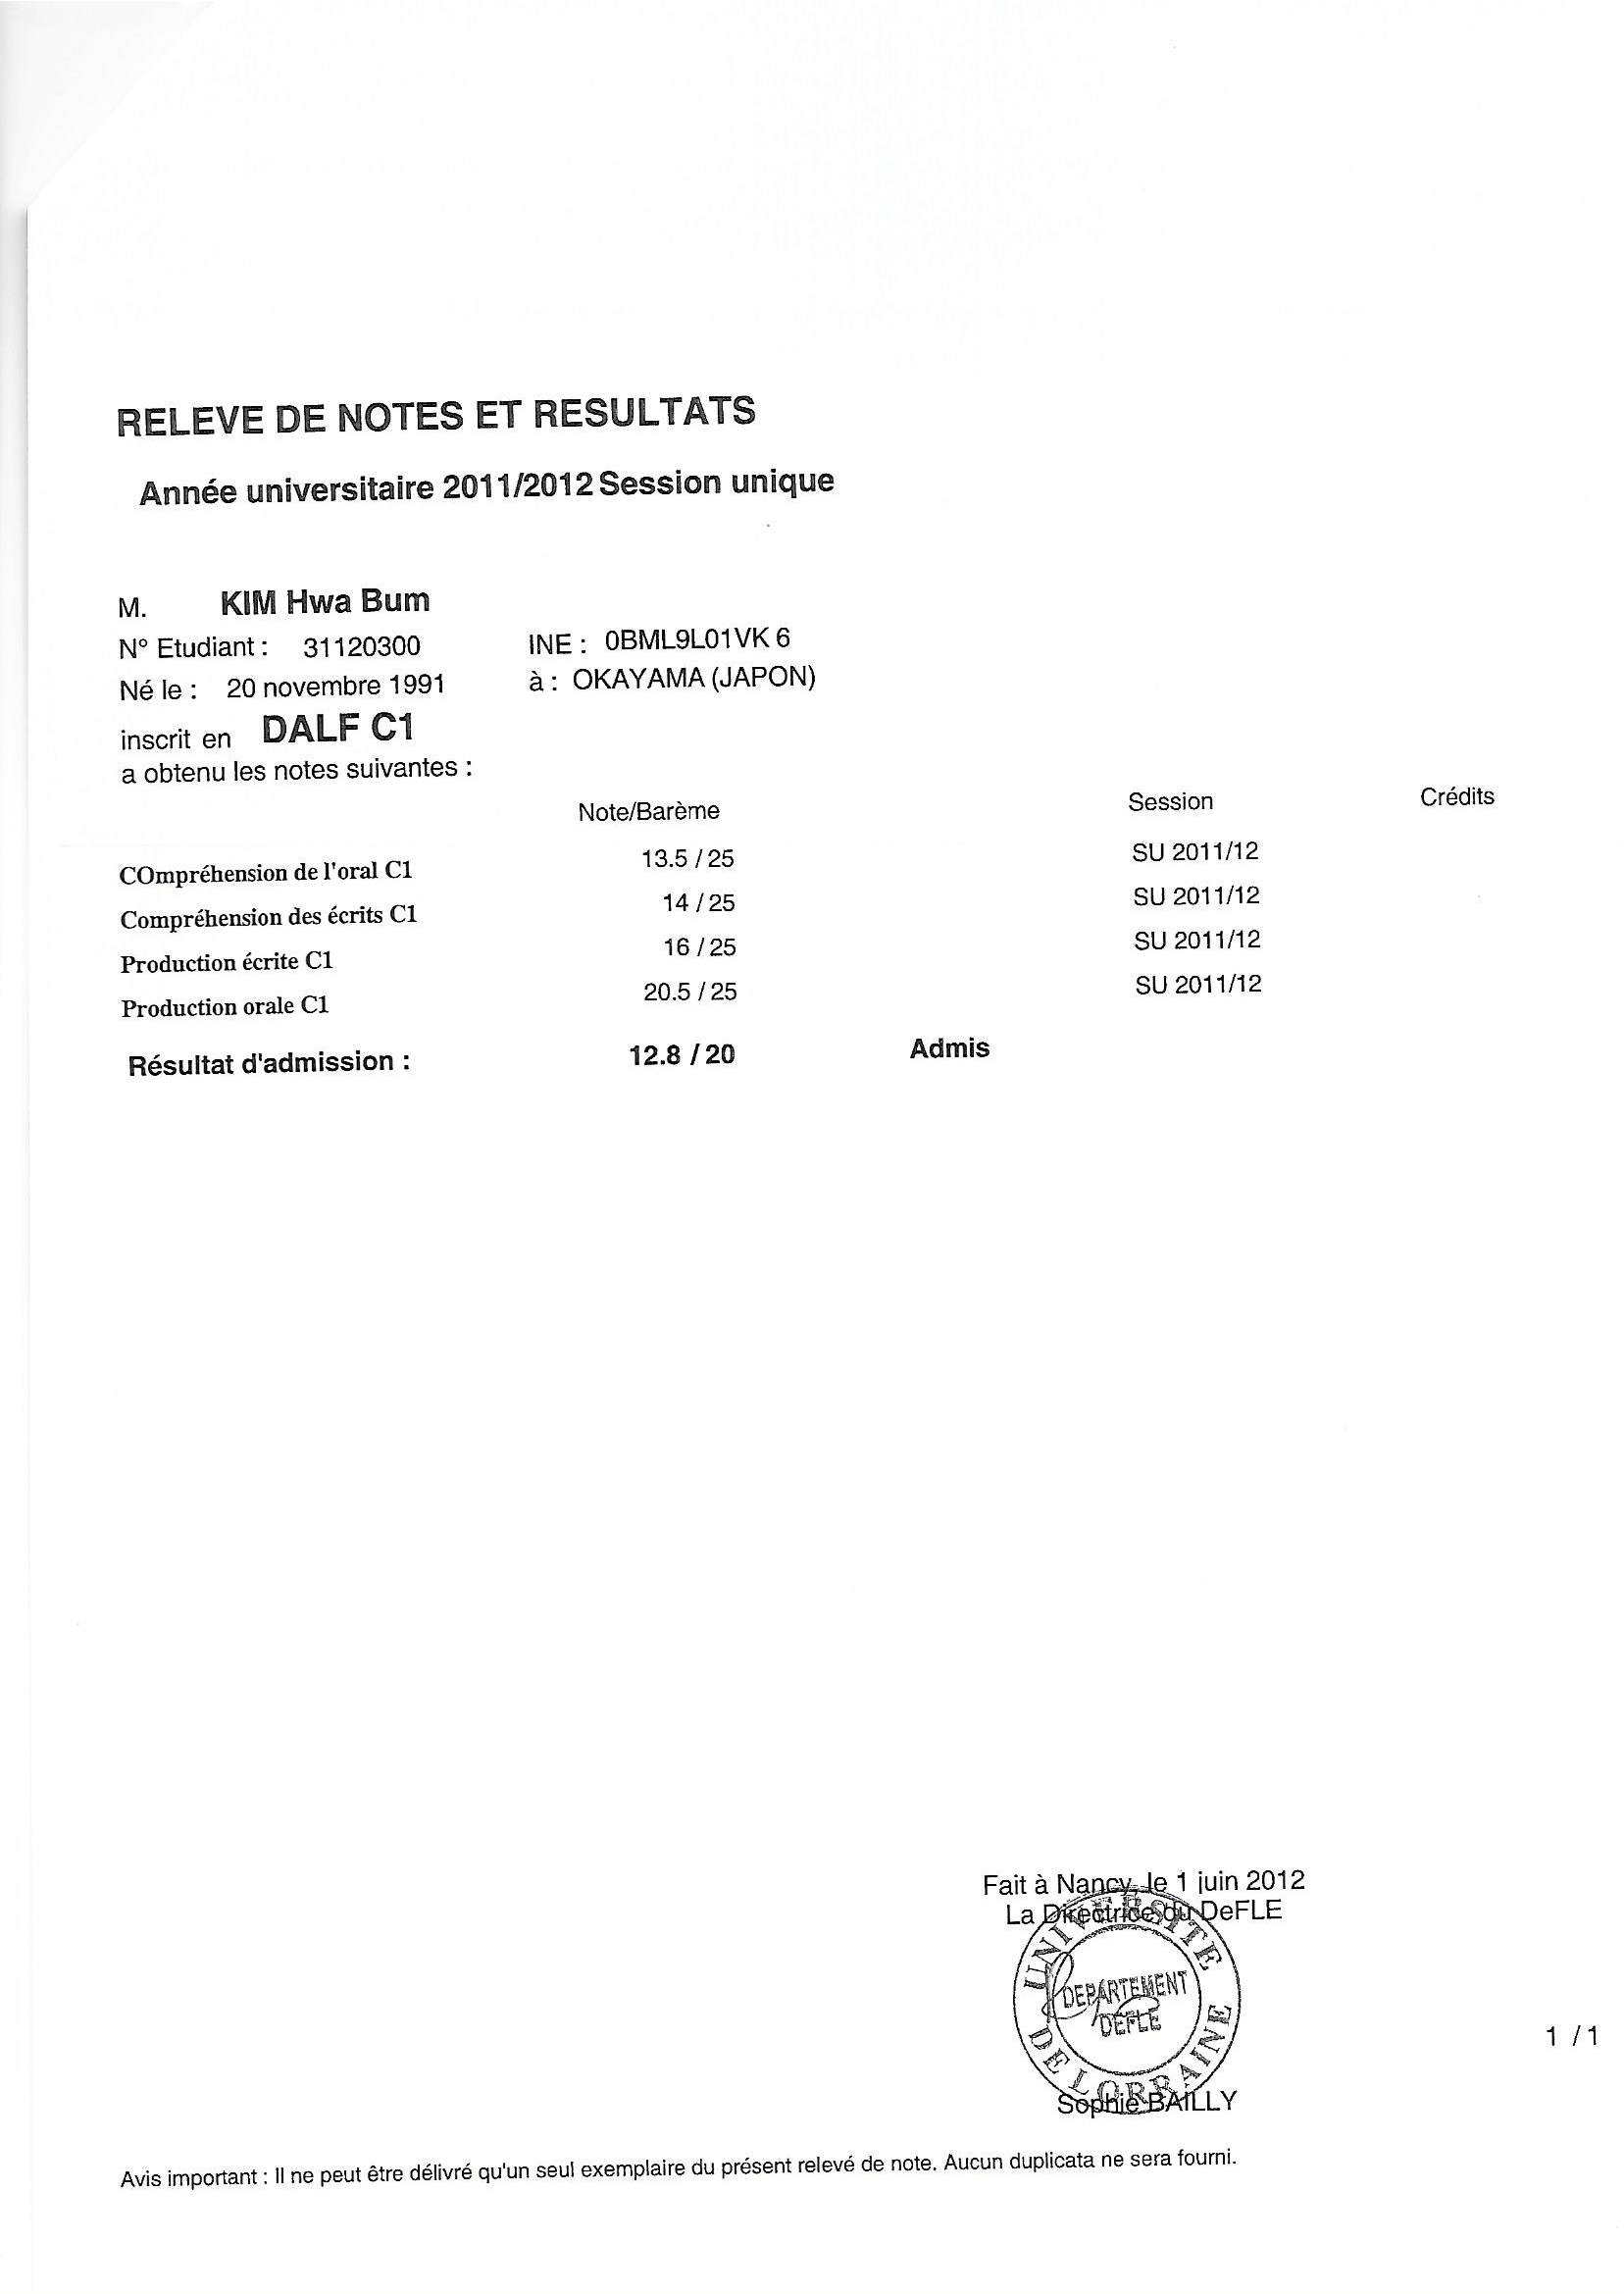 RELEVE DE NOTES ET RESULTATS
Année universitaire 2011/2012 Session unique
M. KIM Hwa Bum
N° Etudiant : 31120300 INE : 0BML9L01VK 6
Né le : 20 novembre 1991 à : OKAYAMA (JAPON)
inscrit en DALF C1
a obtenu les notes suivantes :
Note/Barème Session Crédits
COmpréhension de l'oral C1 13.5 / 25 SU 2011/12
Compréhension des écrits C1 14 / 25 SU 2011/12
Production écrite C1 16 / 25 SU 2011/12
Production orale C1 20.5 / 25 SU 2011/12
Résultat d'admission : 12.8 / 20 Admis
Fait à Nancy, le 1 juin 2012
La Directrice du DeFLE
UNIVERSITE DE LORRAINE
DEPARTEMENT
DEFLE
1 / 1
Sophie BAILLY
Avis important : Il ne peut être délivré qu'un seul exemplaire du présent relevé de note. Aucun duplicata ne sera fourni.